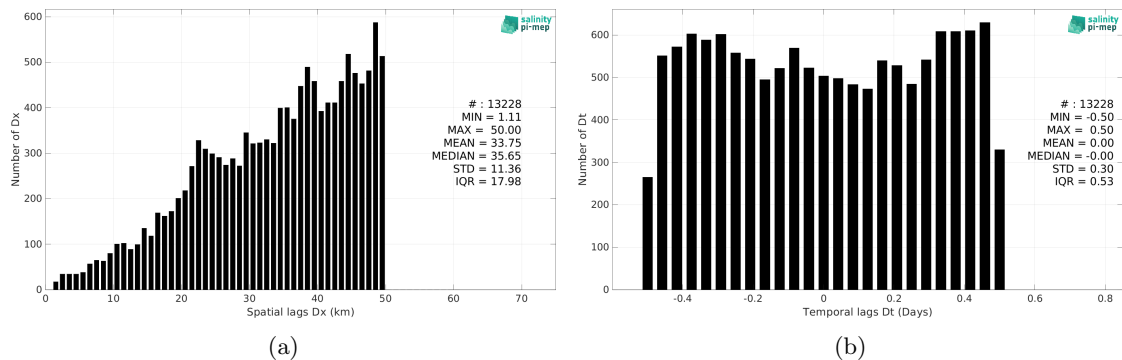 600
500
400
300
200
100
0
Number of Dx
0
10
20
30
40
50
60
70
Spatial lags Dx (km)
salinity
pi-mep
# : 13228
MIN = 1.11
MAX = 50.00
MEAN = 33.75
MEDIAN = 35.65
STD = 11.36
IQR = 17.98
(a)
600
500
400
300
200
100
0
Number of Dt
-0.4
-0.2
0
0.2
0.4
0.6
0.8
Temporal lags Dt (Days)
salinity
pi-mep
# : 13228
MIN = -0.50
MAX = 0.50
MEAN = 0.00
MEDIAN = -0.00
STD = 0.30
IQR = 0.53
(b)